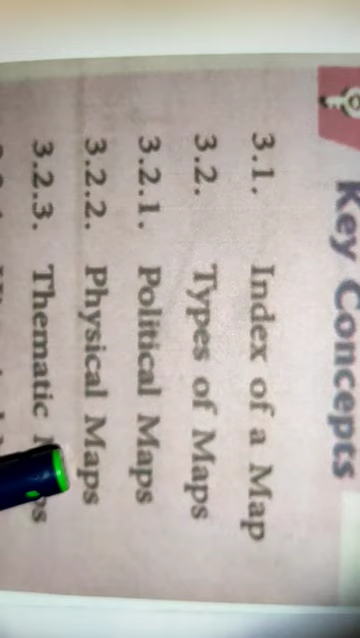 Key Concepts
3.1. Index of a Map
3.2. Types of Maps
3.2.1. Political Maps
3.2.2. Physical Maps
3.2.3. Thematic